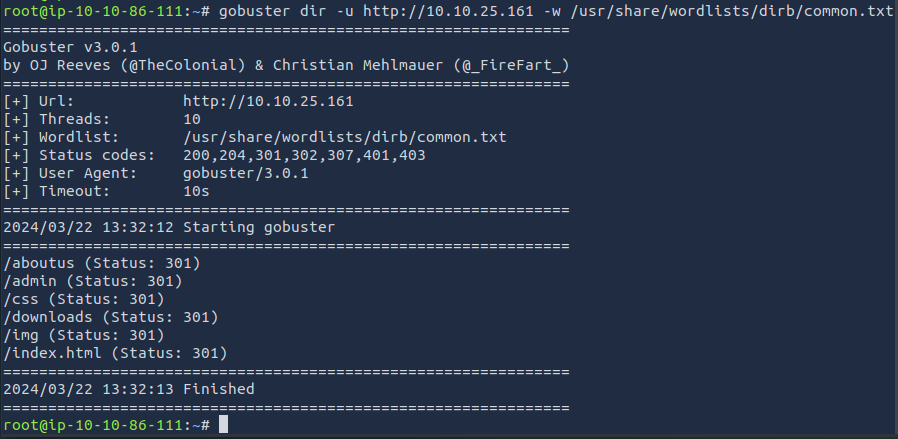 root@ip-10-10-86-111:~# gobuster dir -u http://10.10.25.161 -w /usr/share/wordlists/dirb/common.txt
===============================================================
Gobuster v3.0.1
by OJ Reeves (@TheColonial) & Christian Mehlmauer (@_FireFart_)
===============================================================
[+] Url:            http://10.10.25.161
[+] Threads:        10
[+] Wordlist:       /usr/share/wordlists/dirb/common.txt
[+] Status codes:   200,204,301,302,307,401,403
[+] User Agent:     gobuster/3.0.1
[+] Timeout:        10s
===============================================================
2024/03/22 13:32:12 Starting gobuster
===============================================================
/aboutus (Status: 301)
/admin (Status: 301)
/css (Status: 301)
/downloads (Status: 301)
/img (Status: 301)
/index.html (Status: 301)
===============================================================
2024/03/22 13:32:13 Finished
===============================================================
root@ip-10-10-86-111:~#